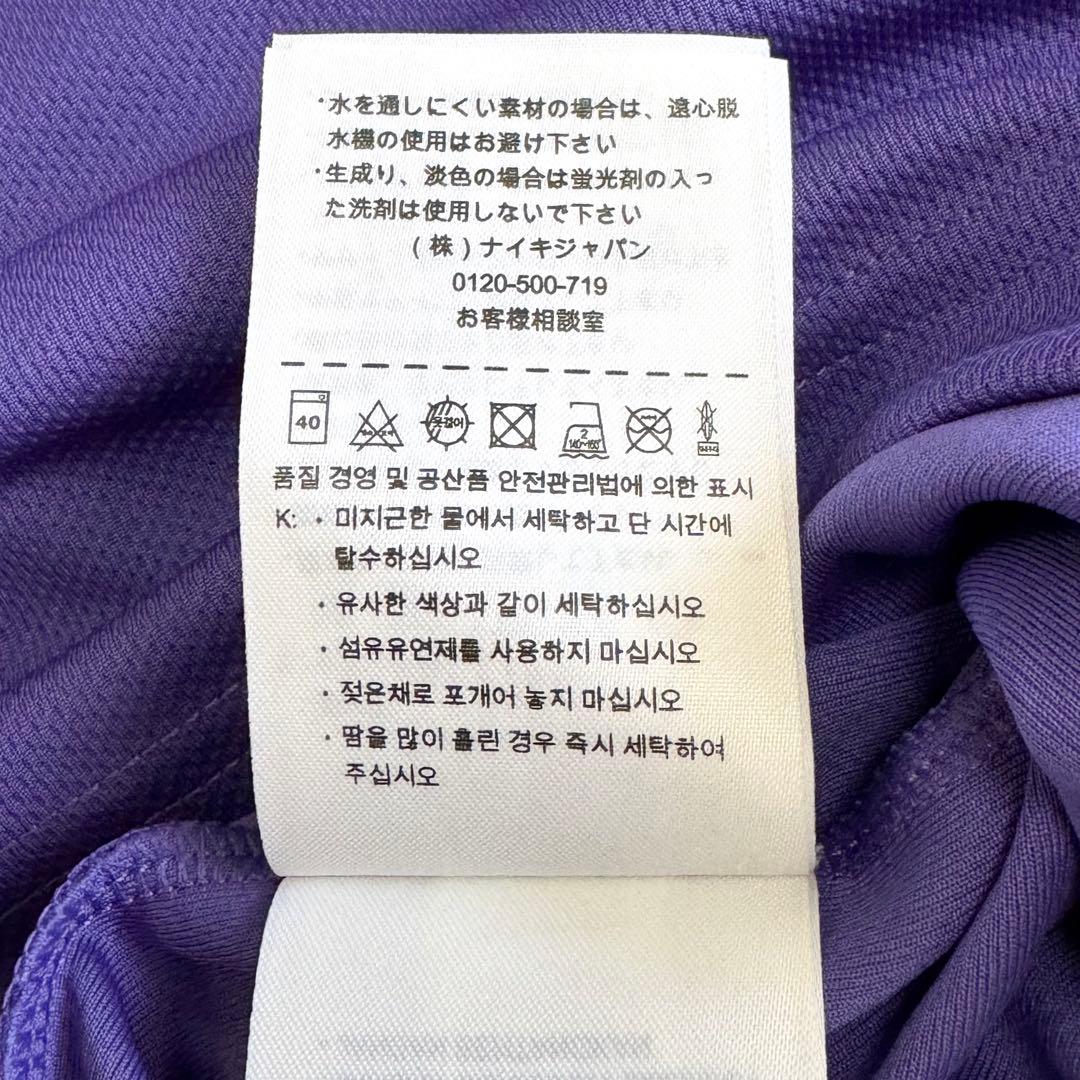 ・水を通しにくい素材の場合は、遠心脱
水機の使用はお避け下さい
・生成り、淡色の場合は蛍光剤の入っ
た洗剤は使用しないで下さい
(株)ナイキジャパン
0120-500-719
お客様相談室
40 옷걸이 2 140~160℃
품질 경영 및 공산품 안전관리법에 의한 표시
K: ・미지근한 물에서 세탁하고 단 시간에
탈수하십시오
・유사한 색상과 같이 세탁하십시오
・섬유유연제를 사용하지 마십시오
・젖은채로 포개어 놓지 마십시오
・땀을 많이 흘린 경우 즉시 세탁하여
주십시오